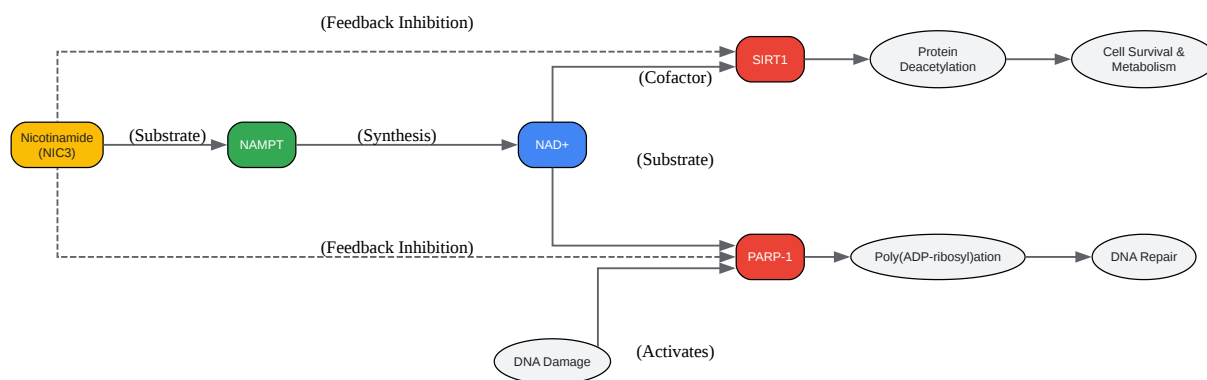 (Feedback Inhibition)
SIRT1
Protein
Deacetylation
Cell Survival &
Metabolism
(Cofactor)
Nicotinamide
(NIC3)
(Substrate)
NAMPT
(Synthesis)
NAD+
(Substrate)
(Feedback Inhibition)
PARP-1
Poly(ADP-ribosyl)ation
DNA Repair
DNA Damage
(Activates)